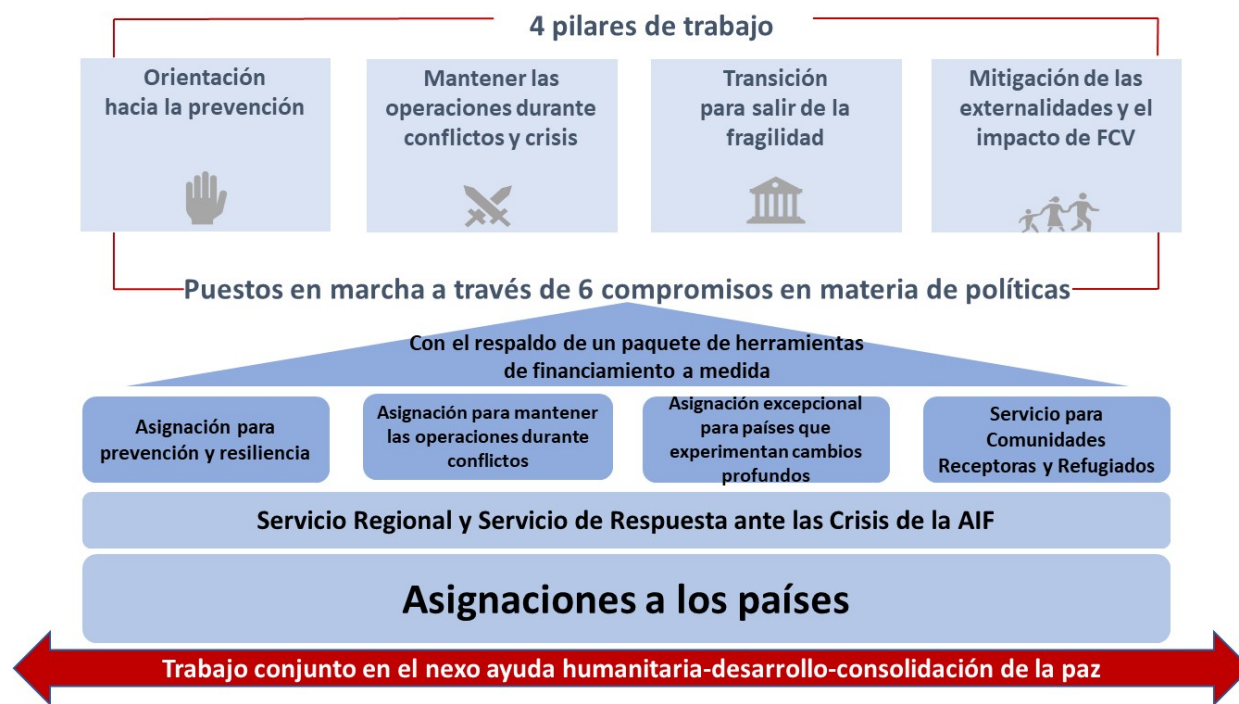 4 pilares de trabajo
Orientación
hacia la prevención
Mantener las
operaciones durante
conflictos y crisis
Transición
para salir de la
fragilidad
Mitigación de las
externalidades y el
impacto de FCV
Puestos en marcha a través de 6 compromisos en materia de políticas
Con el respaldo de un paquete de herramientas
de financiamiento a medida
Asignación para
prevención y resiliencia
Asignación para mantener
las operaciones durante
conflictos
Asignación excepcional
para países que
experimentan cambios
profundos
Servicio para
Comunidades
Receptoras y Refugiados
Servicio Regional y Servicio de Respuesta ante las Crisis de la AIF
Asignaciones a los países
Trabajo conjunto en el nexo ayuda humanitaria-desarrollo-consolidación de la paz